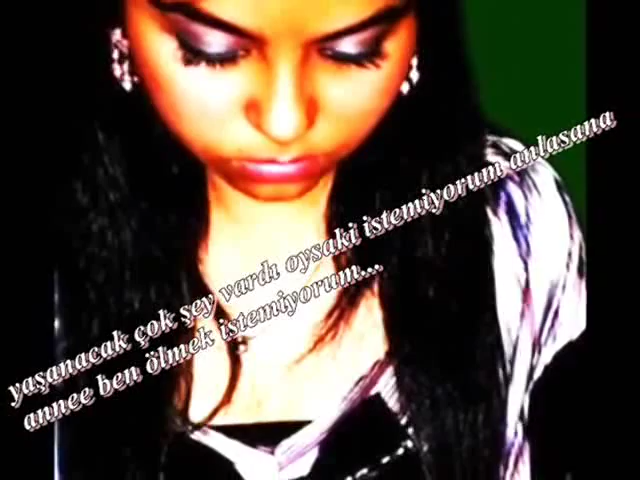 yaşanacak çok şey vardı oysaki istemiyorum anlasana
annee ben ölmek istemiyorum...